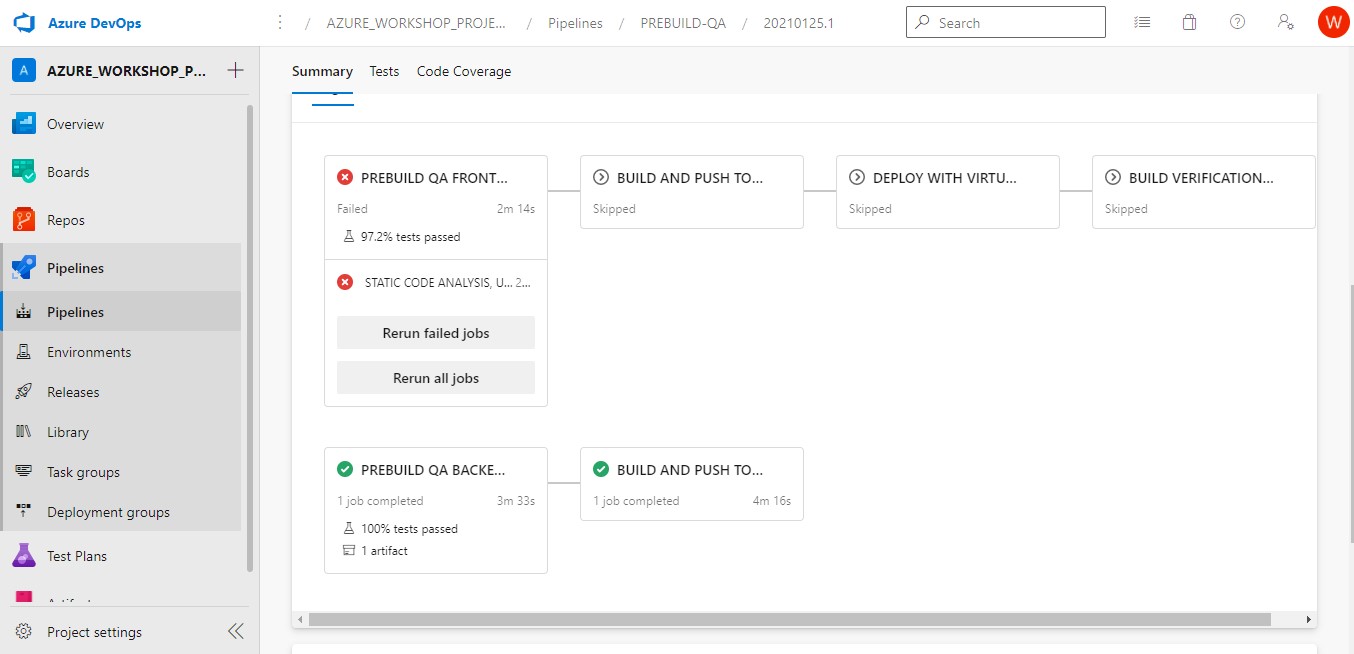 Azure DevOps
/ AZURE_WORKSHOP_PROJE... / Pipelines / PREBUILD-QA / 20210125.1
Search
W
A AZURE_WORKSHOP_P...
Overview
Boards
Repos
Pipelines
Pipelines
Environments
Releases
Library
Task groups
Deployment groups
Test Plans
Project settings
Summary Tests Code Coverage
PREBUILD QA FRONT...
Failed 2m 14s
97.2% tests passed
STATIC CODE ANALYSIS, U... 2...
Rerun failed jobs
Rerun all jobs
BUILD AND PUSH TO...
Skipped
DEPLOY WITH VIRTU...
Skipped
BUILD VERIFICATION...
Skipped
PREBUILD QA BACKE...
1 job completed 3m 33s
100% tests passed
1 artifact
BUILD AND PUSH TO...
1 job completed 4m 16s